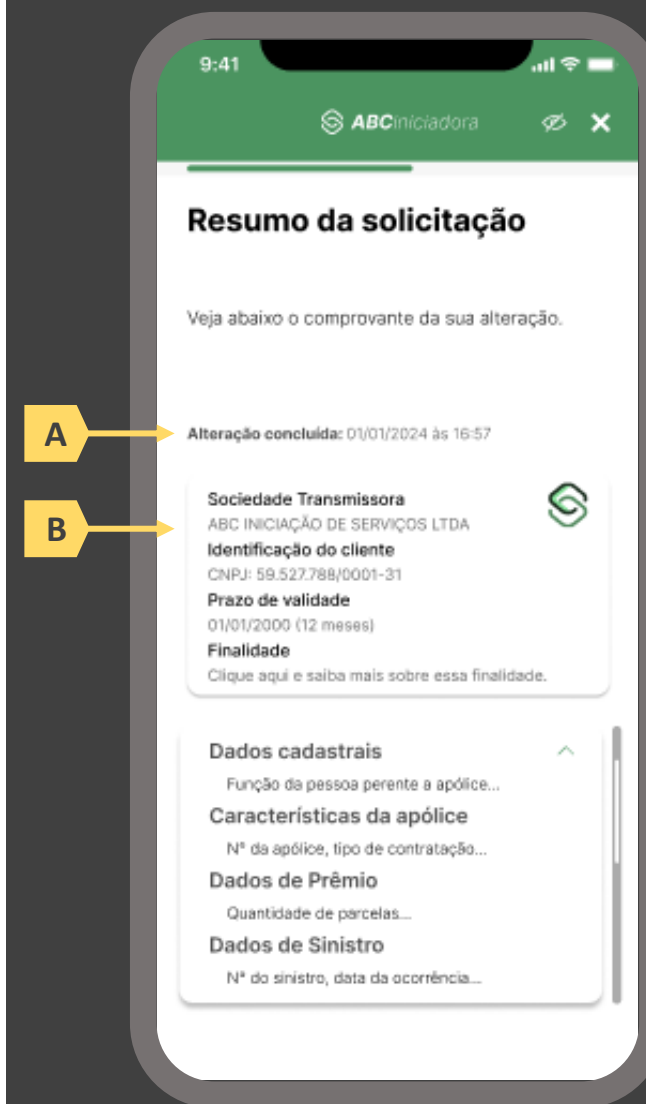 9:41
ABCiniciadora
Resumo da solicitação
Veja abaixo o comprovante da sua alteração.
A
Alteração concluída: 01/01/2024 às 16:57
B
Sociedade Transmissora
ABC INICIAÇÃO DE SERVIÇOS LTDA
Identificação do cliente
CNPJ: 59.527.788/0001-31
Prazo de validade
01/01/2000 (12 meses)
Finalidade
Clique aqui e saiba mais sobre essa finalidade.
Dados cadastrais
Função da pessoa perente a apólice...
Características da apólice
N° da apólice, tipo de contratação...
Dados de Prêmio
Quantidade de parcelas...
Dados de Sinistro
N° do sinistro, data da ocorrência...